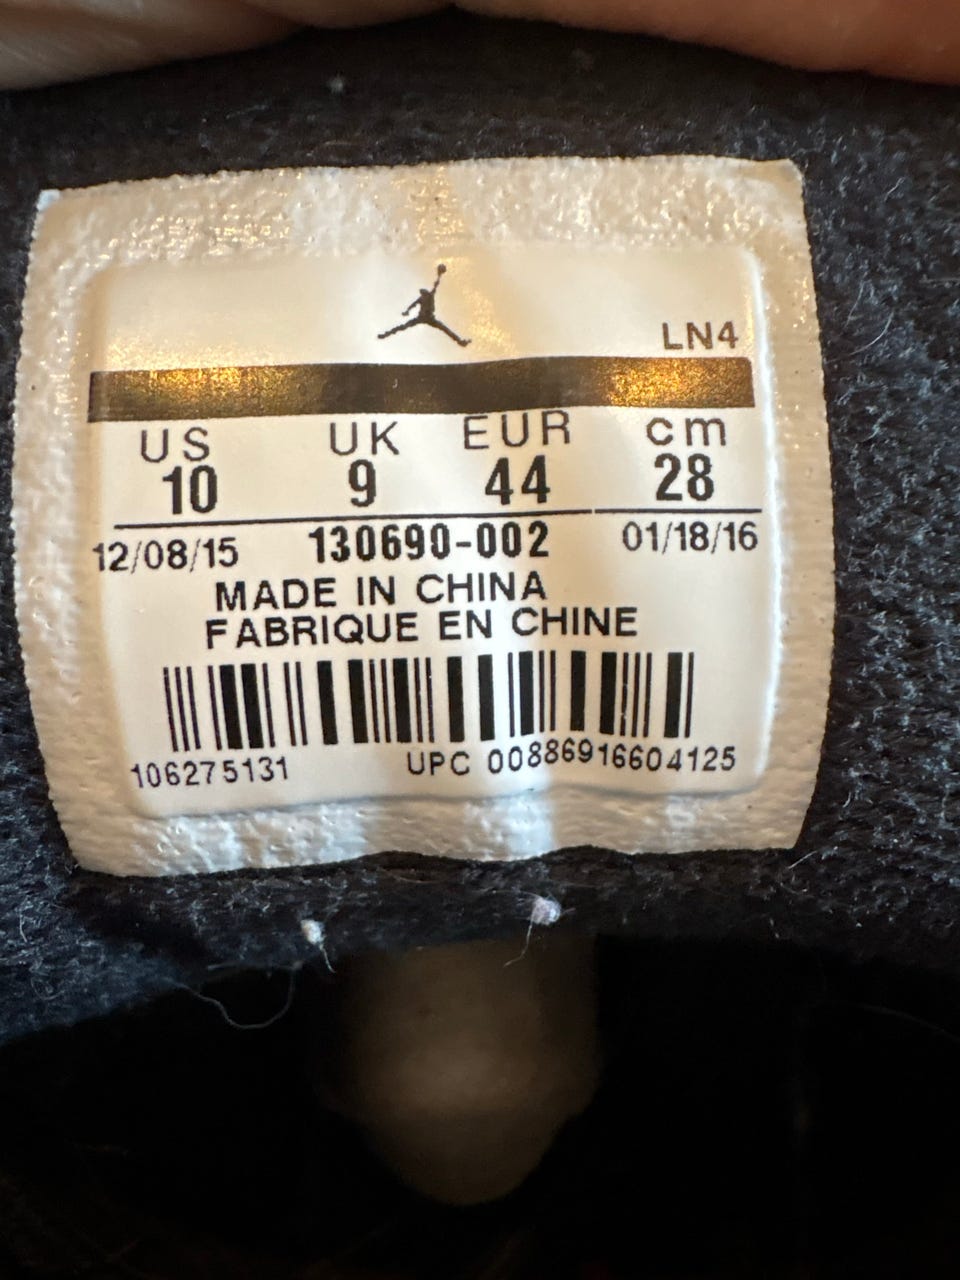 LN4
US UK EUR cm
10 9 44 28
12/08/15 130690-002 01/18/16
MADE IN CHINA
FABRIQUE EN CHINE
106275131 UPC 00886916604125